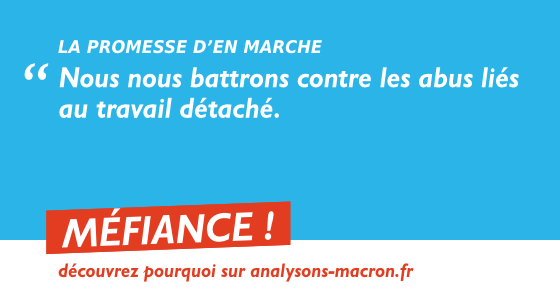 LA PROMESSE D’EN MARCHE
“ Nous nous battrons contre les abus liés
au travail détaché.
MÉFIANCE !
découvrez pourquoi sur analysons-macron.fr